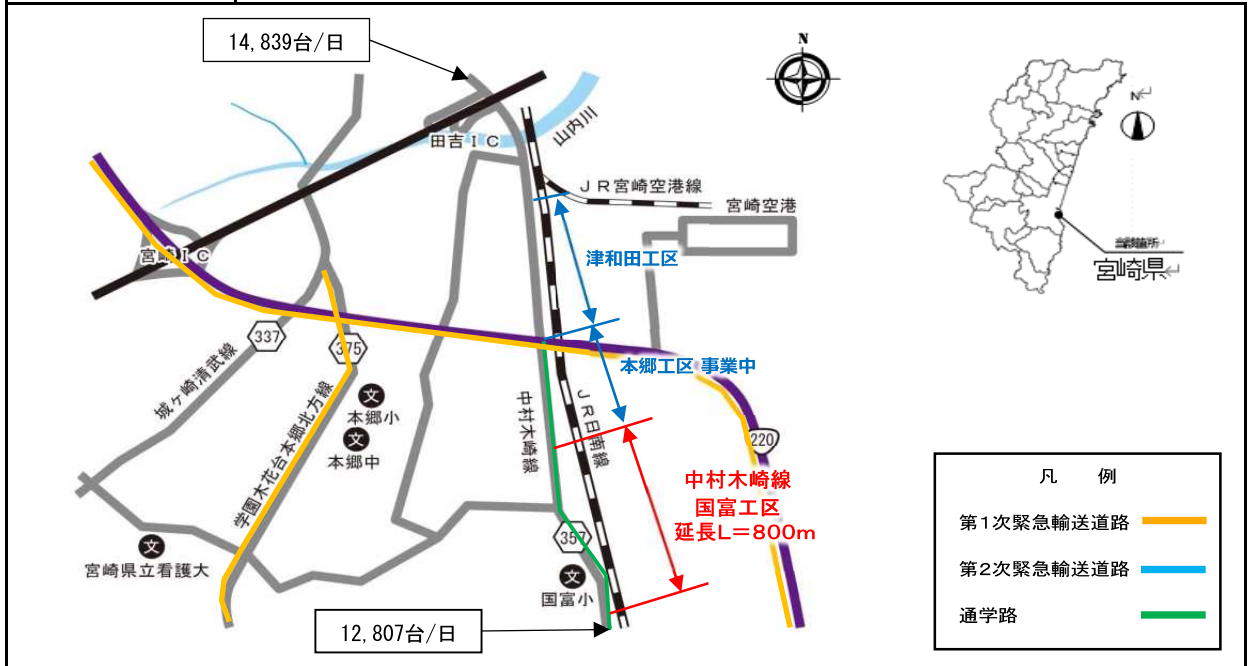 14,839台/日
N
田吉IC
山内川
JR宮崎空港線
宮崎空港
宮崎IC
津和田工区
337
375
本郷工区 事業中
城ヶ崎清武線
文
本郷小
文
本郷中
中村木崎線
JR日南線
220
学園木花台本郷北方線
中村木崎線
国富工区
延長L=800m
357
文
宮崎県立看護大
文
国富小
12,807台/日
N
宮崎県
凡 例
第1次緊急輸送道路
第2次緊急輸送道路
通学路